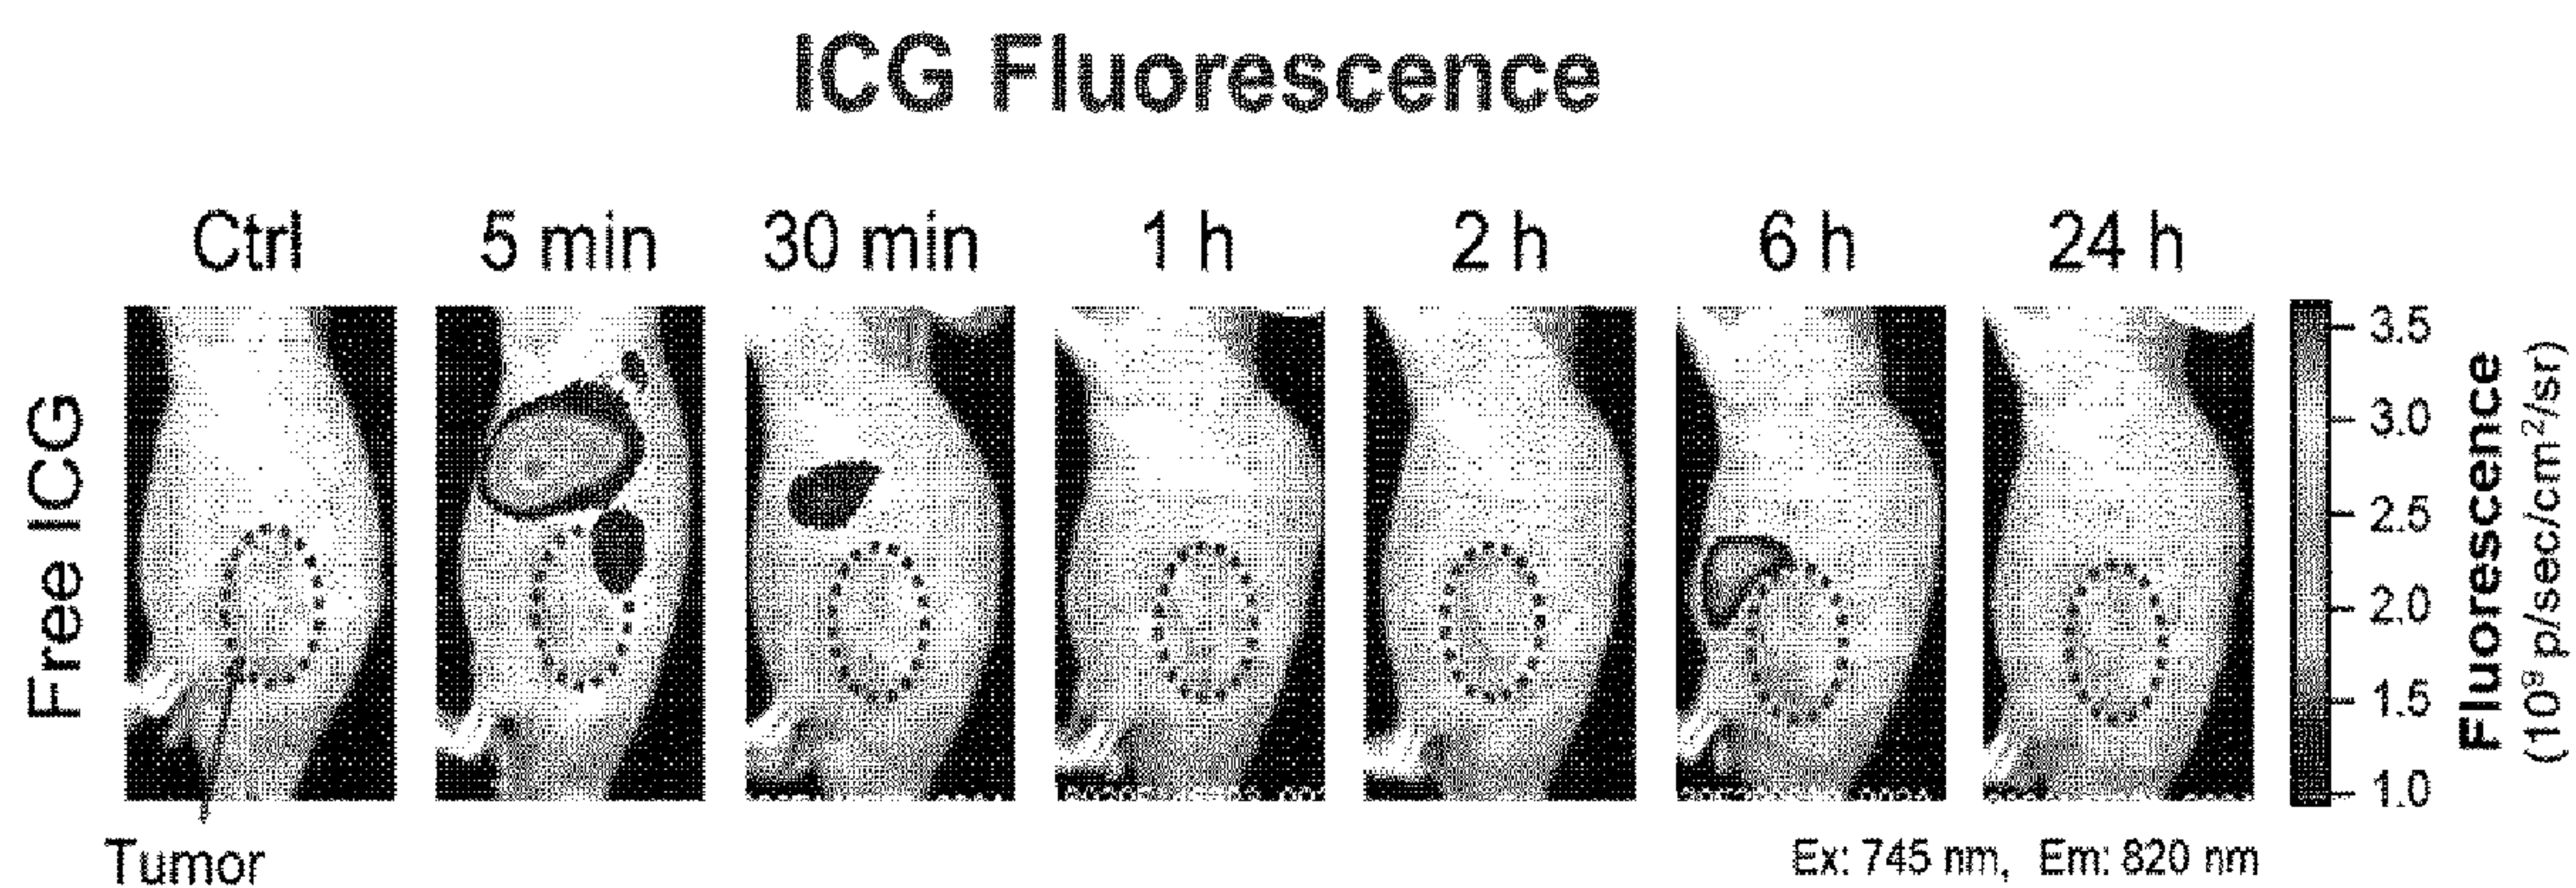 ICG Fluorescence
Ctrl 5 min 30 min 1 h 2 h 6 h 24 h
Free ICG
3.5
3.0
2.5
2.0
1.5
1.0
Fluorescence
(10⁸ p/sec/cm²/sr)
Tumor
Ex: 745 nm, Em: 820 nm